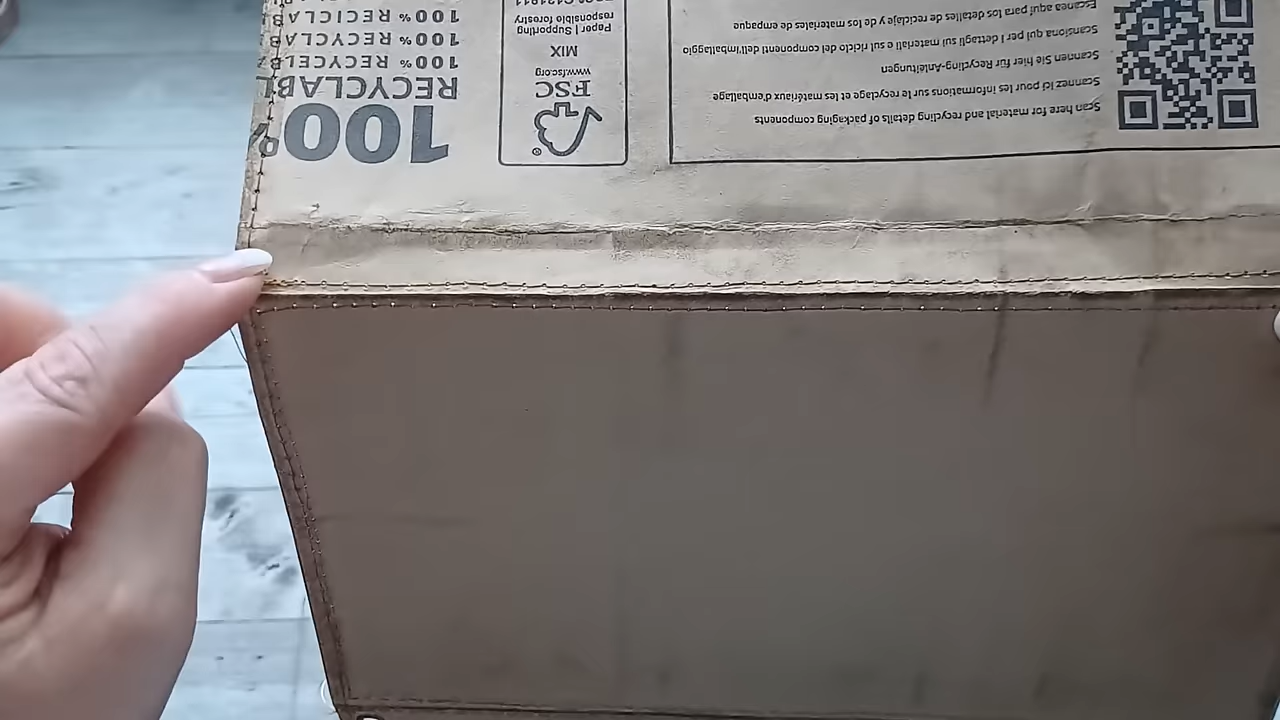 100%
RECYCLABL
100% RECYCELB
100% RECYCLAB
100% RECICLAB
FSC
www.fsc.org
MIX
Paper | Supporting
responsible forestry
Scan here for material and recycling details of packaging components
Scannez ici pour les informations sur le recyclage et les matériaux d'emballage
Scannen Sie hier für Recycling-Anleitungen
Scansiona qui per i dettagli sui materiali e sul riciclo dei componenti dell'imballaggio
Escanea aquí para los detalles de reciclaje y de los materiales de empaque